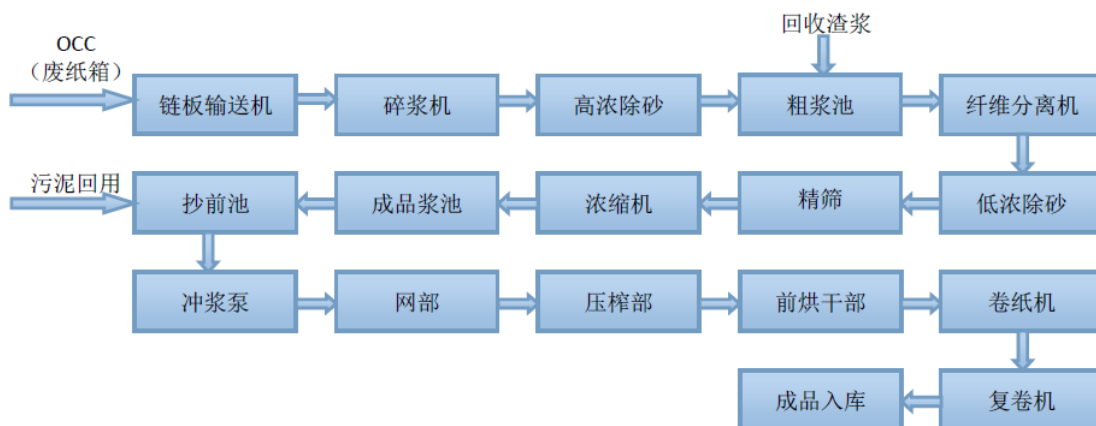 回收渣浆
OCC
（废纸箱）
链板输送机
碎浆机
高浓除砂
粗浆池
纤维分离机
污泥回用
抄前池
成品浆池
浓缩机
精筛
低浓除砂
冲浆泵
网部
压榨部
前烘干部
卷纸机
成品入库
复卷机